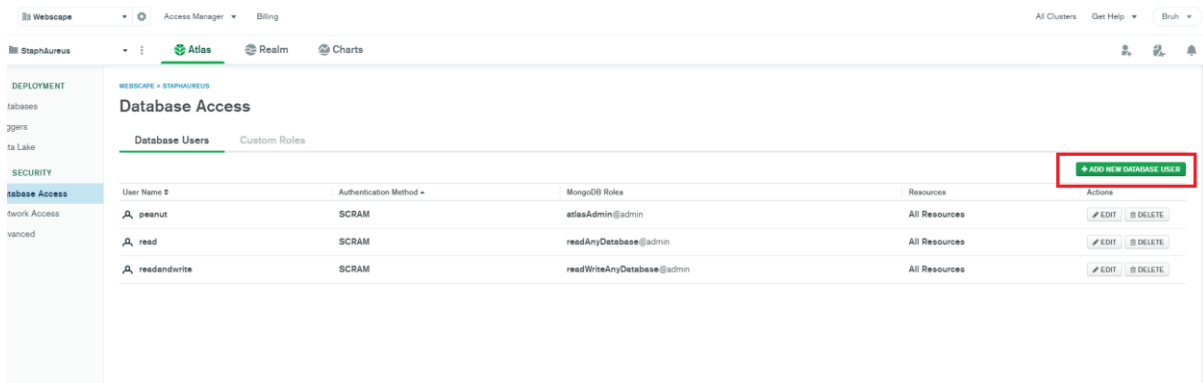 Webscape Access Manager Billing All Clusters Get Help Bruh
StaphAureus Atlas Realm Charts
DEPLOYMENT
tabases
ggers
ta Lake
SECURITY
tabase Access
twork Access
vanced
WEBSCAPE > STAPHAUREUS
Database Access
Database Users Custom Roles
+ ADD NEW DATABASE USER
User Name Authentication Method MongoDB Roles Resources Actions
peanut SCRAM atlasAdmin@admin All Resources EDIT DELETE
read SCRAM readAnyDatabase@admin All Resources EDIT DELETE
readandwrite SCRAM readWriteAnyDatabase@admin All Resources EDIT DELETE